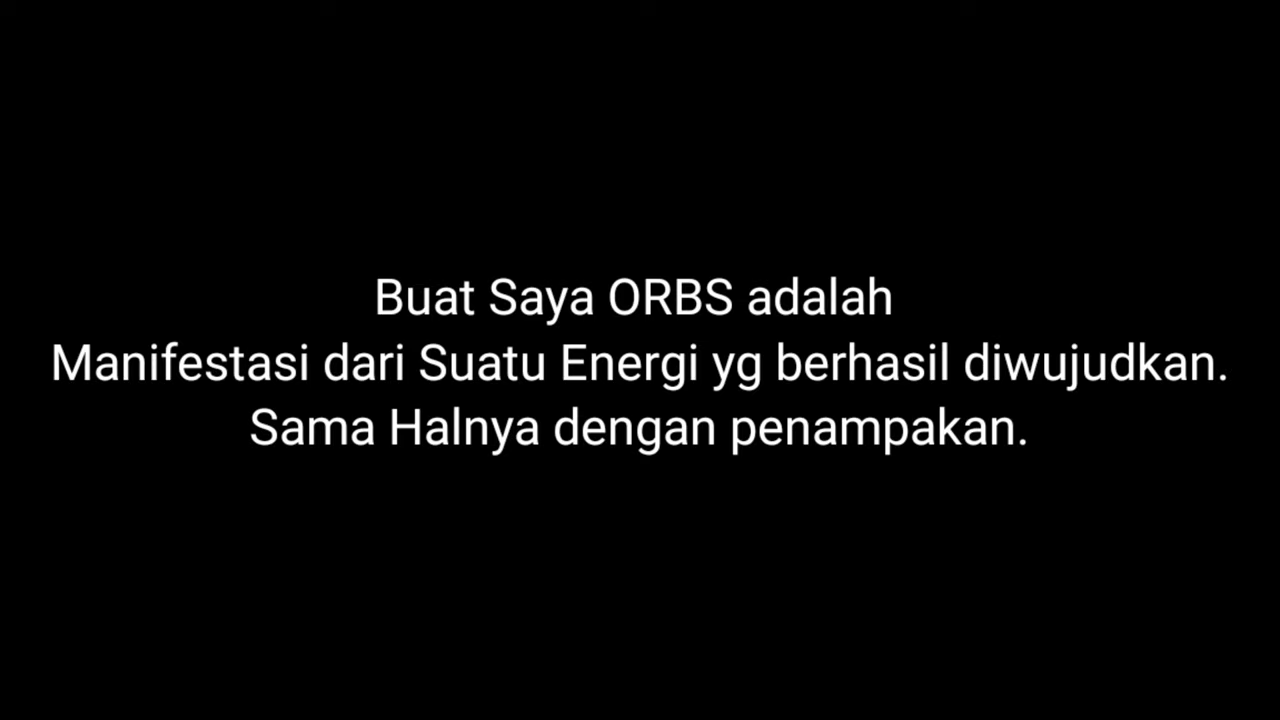 Buat Saya ORBS adalah
Manifestasi dari Suatu Energi yg berhasil diwujudkan.
Sama Halnya dengan penampakan.